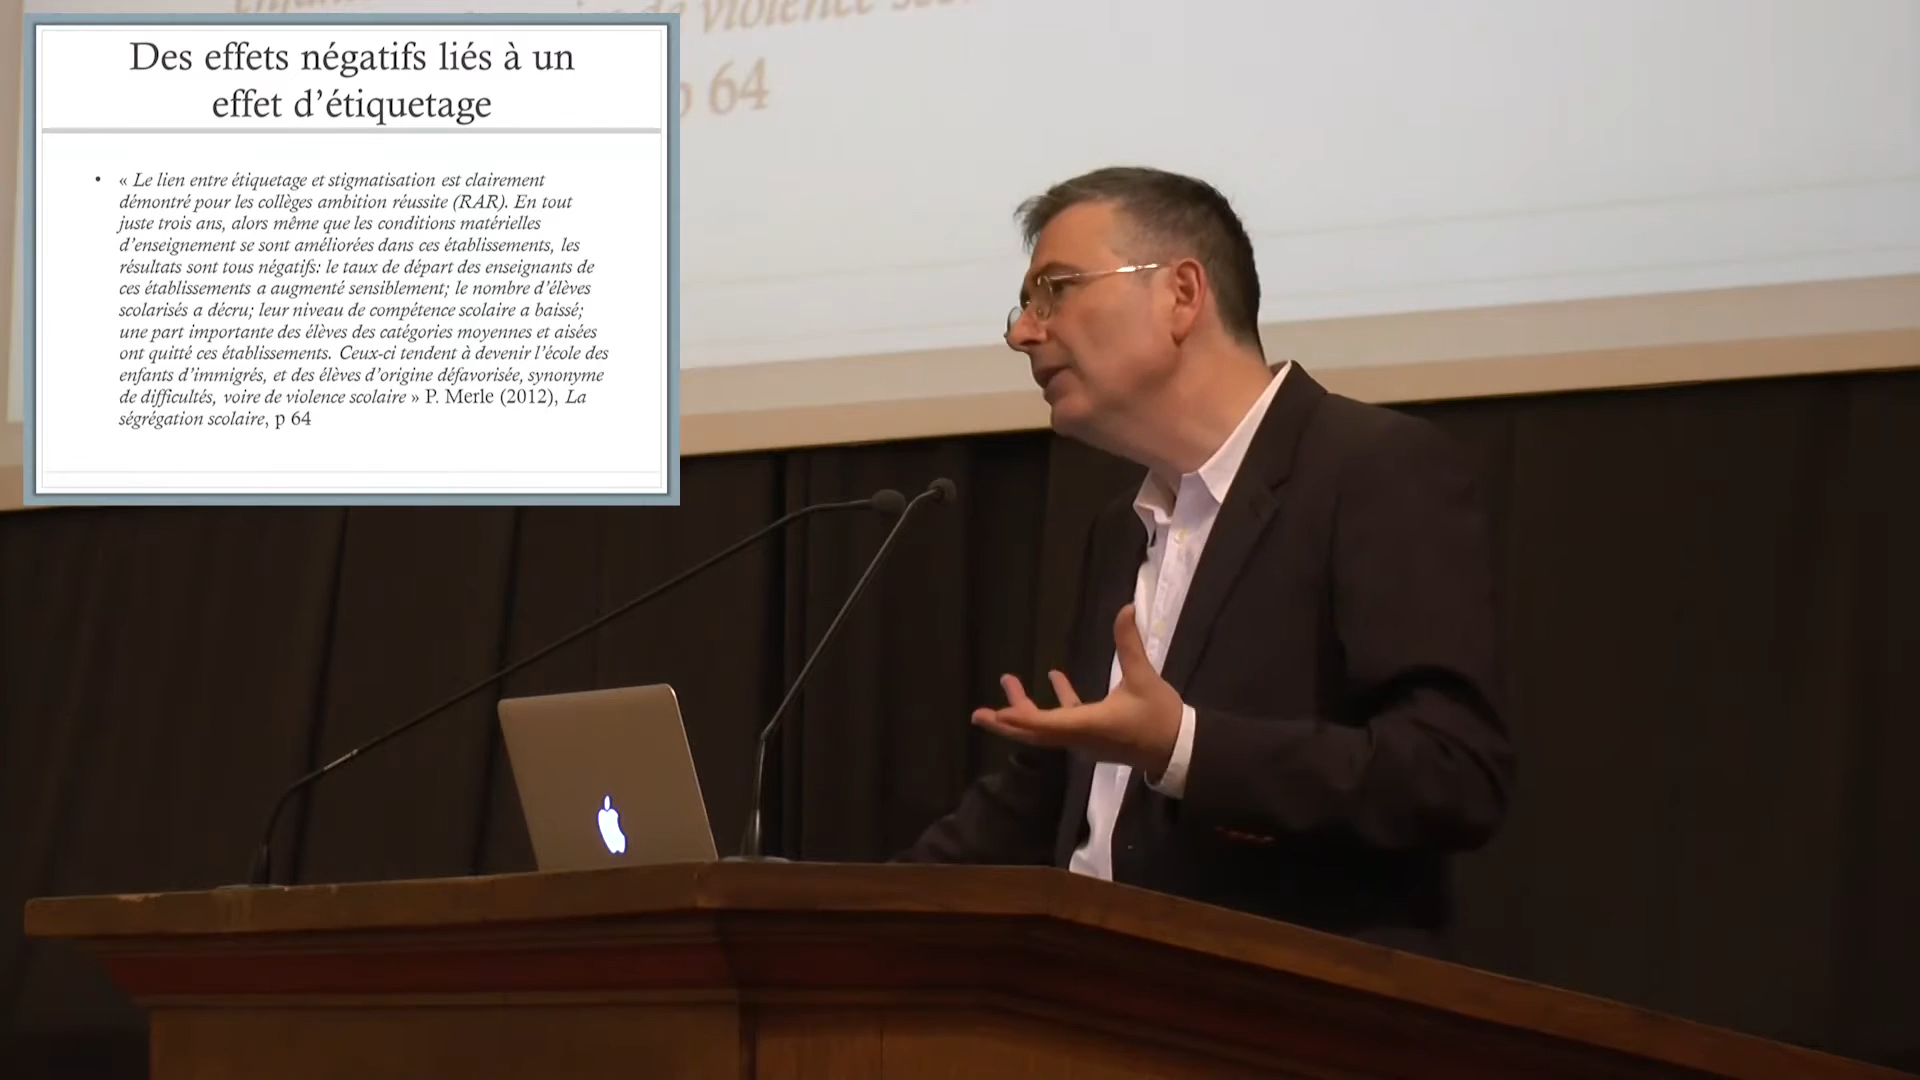 Des effets négatifs liés à un
effet d'étiquetage
• « Le lien entre étiquetage et stigmatisation est clairement
démontré pour les collèges ambition réussite (RAR). En tout
juste trois ans, alors même que les conditions matérielles
d'enseignement se sont améliorées dans ces établissements, les
résultats sont tous négatifs: le taux de départ des enseignants de
ces établissements a augmenté sensiblement; le nombre d'élèves
scolarisés a décru; leur niveau de compétence scolaire a baissé;
une part importante des élèves des catégories moyennes et aisées
ont quitté ces établissements. Ceux-ci tendent à devenir l'école des
enfants d'immigrés, et des élèves d'origine défavorisée, synonyme
de difficultés, voire de violence scolaire » P. Merle (2012), La
ségrégation scolaire, p 64
de violence
p 64